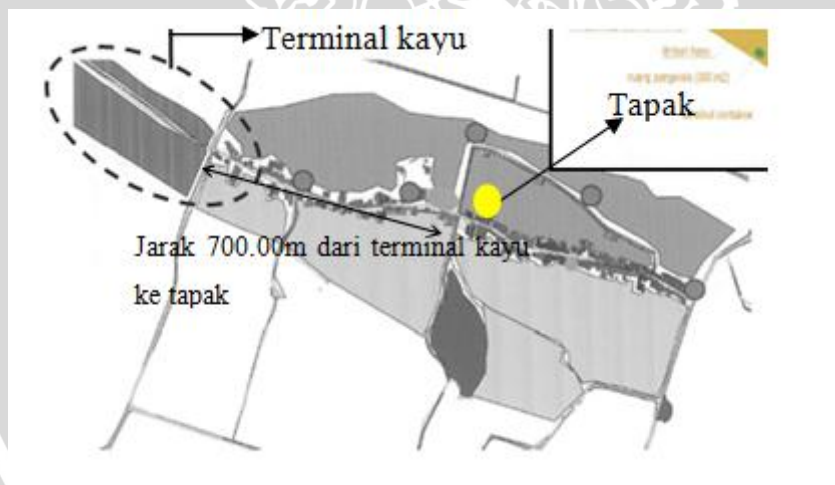 Terminal kayu
Tapak
Jarak 700.00m dari terminal kayu
ke tapak